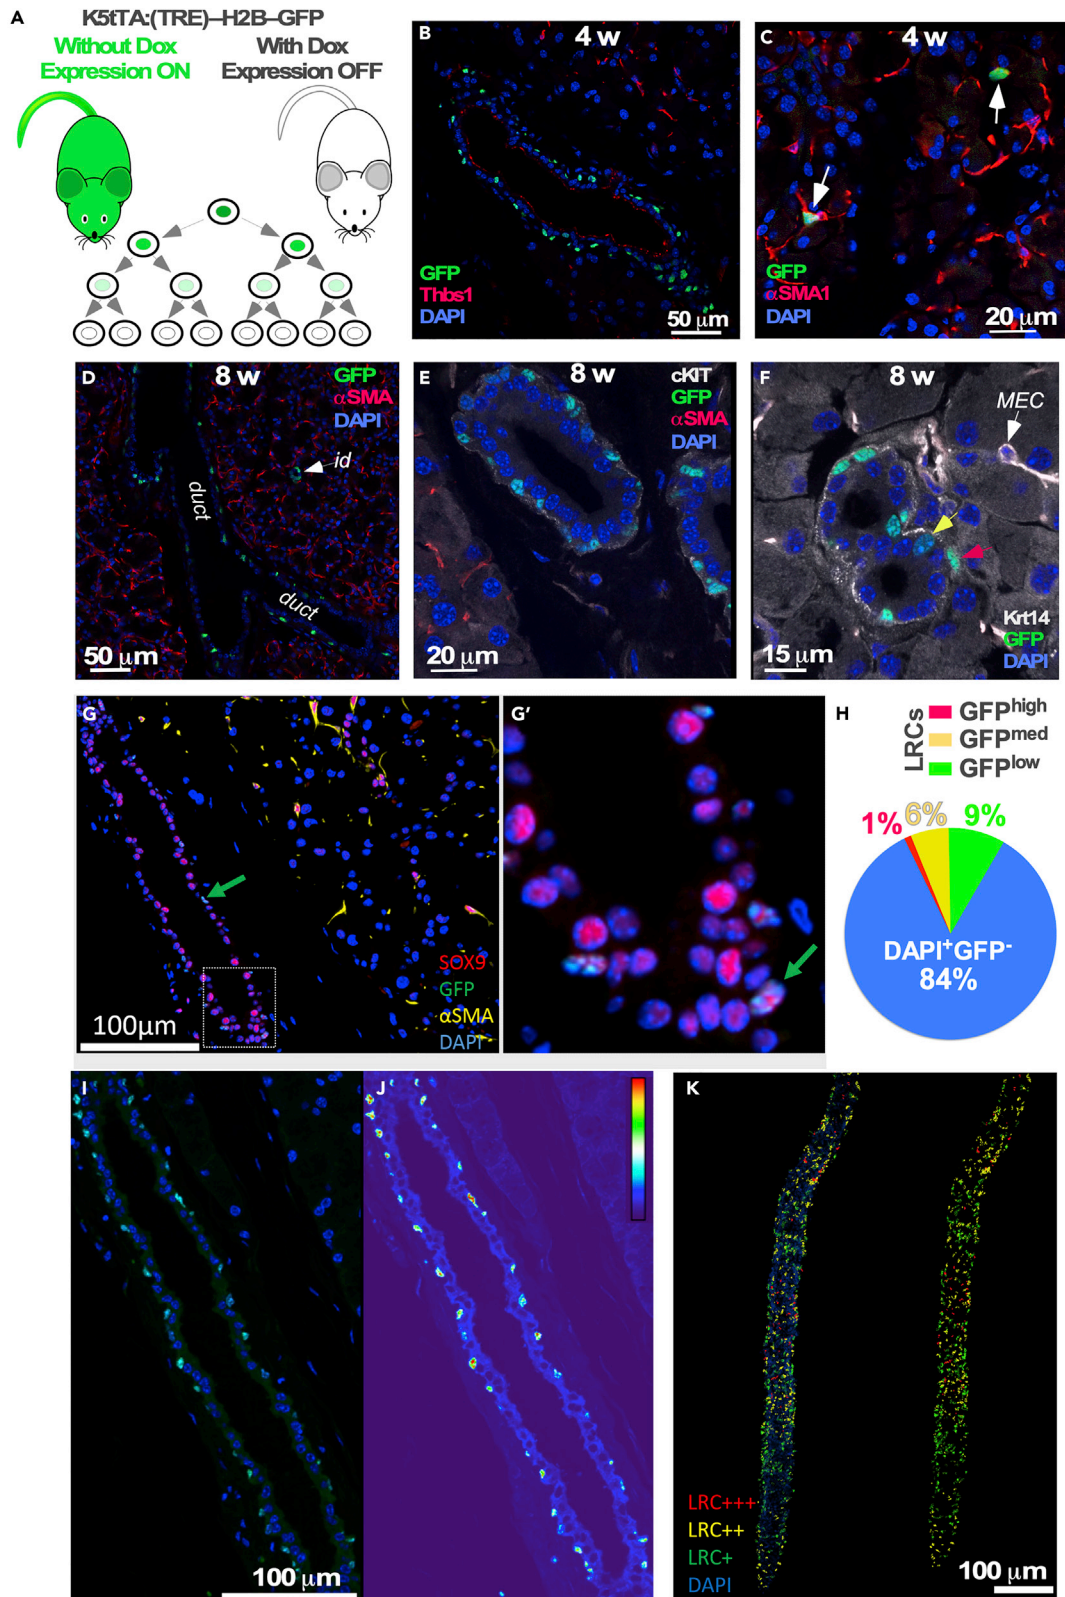 A
K5tTA:(TRE)–H2B–GFP
Without Dox
Expression ON
With Dox
Expression OFF
B
4 w
GFP
Thbs1
DAPI
50 µm
C
4 w
GFP
αSMA1
DAPI
20 µm
D
8 w
GFP
αSMA
DAPI
id
duct
duct
50 µm
E
8 w
cKIT
GFP
αSMA
DAPI
20 µm
F
8 w
MEC
Krt14
GFP
DAPI
15 µm
G
SOX9
GFP
αSMA
DAPI
100µm
G’
H
LRCs
GFPhigh
GFPmed
GFPlow
1%
6%
9%
DAPI+GFP-
84%
I
100 µm
J
K
LRC+++
LRC++
LRC+
DAPI
100 µm